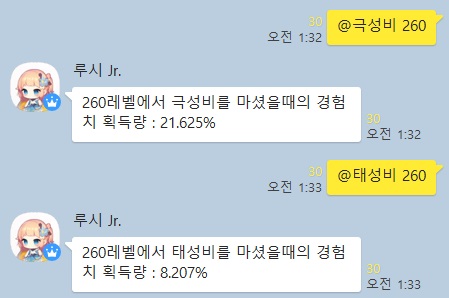 30
오전 1:32
@극성비 260
루시 Jr.
260레벨에서 극성비를 마셨을때의 경험
치 획득량 : 21.625%
30
오전 1:32
30
오전 1:33
@태성비 260
루시 Jr.
260레벨에서 태성비를 마셨을때의 경험
치 획득량 : 8.207%
30
오전 1:33